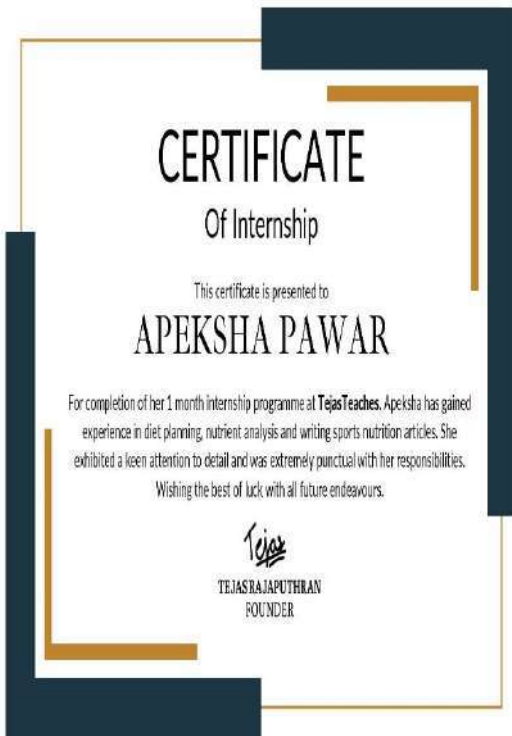 CERTIFICATE
Of Internship
This certificate is presented to
APEKSHA PAWAR
For completion of her 1 month internship programme at TejasTeaches. Apeksha has gained
experience in diet planning, nutrient analysis and writing sports nutrition articles. She
exhibited a keen attention to detail and was extremely punctual with her responsibilities.
Wishing the best of luck with all future endeavours.
Tejas
TEJAS RAJAPUTHRAN
FOUNDER